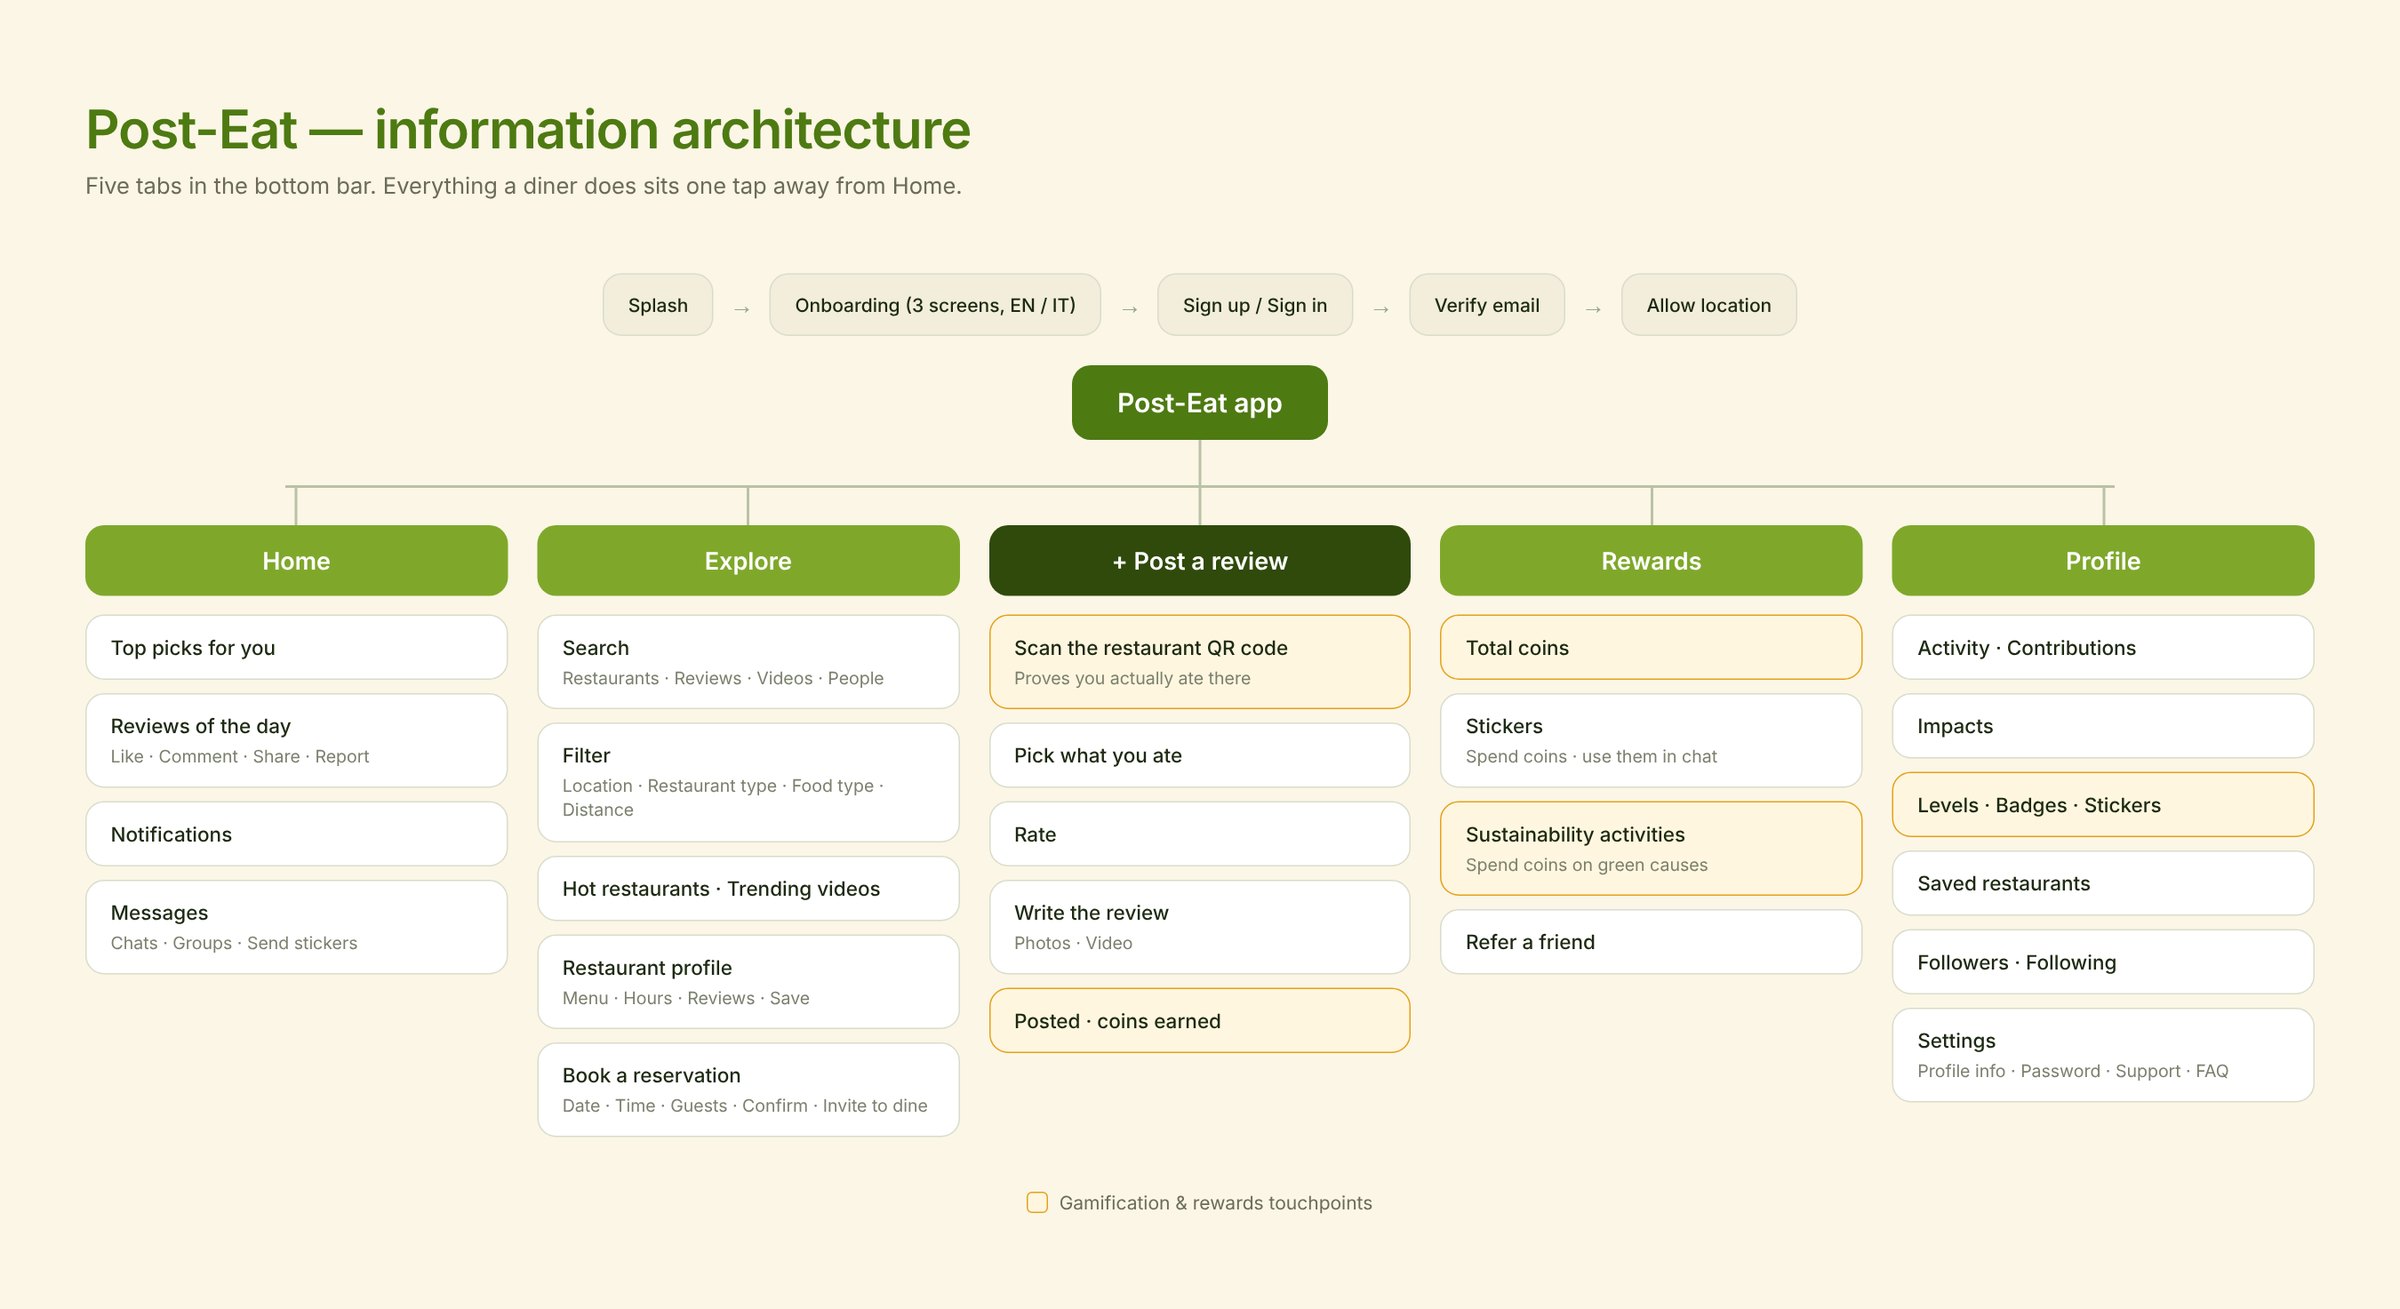 Post-Eat — information architecture
Five tabs in the bottom bar. Everything a diner does sits one tap away from Home.
Splash → Onboarding (3 screens, EN / IT) → Sign up / Sign in → Verify email → Allow location
Post-Eat app
Home
Top picks for you
Reviews of the day
Like · Comment · Share · Report
Notifications
Messages
Chats · Groups · Send stickers
Explore
Search
Restaurants · Reviews · Videos · People
Filter
Location · Restaurant type · Food type ·
Distance
Hot restaurants · Trending videos
Restaurant profile
Menu · Hours · Reviews · Save
Book a reservation
Date · Time · Guests · Confirm · Invite to dine
+ Post a review
Scan the restaurant QR code
Proves you actually ate there
Pick what you ate
Rate
Write the review
Photos · Video
Posted · coins earned
Rewards
Total coins
Stickers
Spend coins · use them in chat
Sustainability activities
Spend coins on green causes
Refer a friend
Profile
Activity · Contributions
Impacts
Levels · Badges · Stickers
Saved restaurants
Followers · Following
Settings
Profile info · Password · Support · FAQ
Gamification & rewards touchpoints